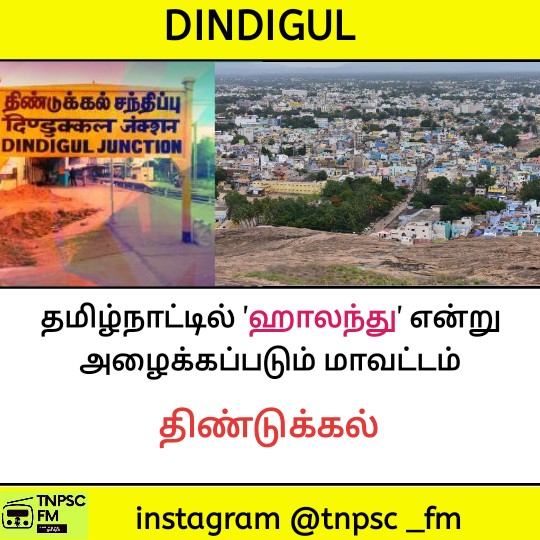 DINDIGUL
திண்டுக்கல் சந்திப்பு
दिण्डुक्कल जंक्शन
DINDIGUL JUNCTION
தமிழ்நாட்டில் 'ஹாலந்து' என்று
அழைக்கப்படும் மாவட்டம்
திண்டுக்கல்
TNPSC
FM
instagram @tnpsc _fm